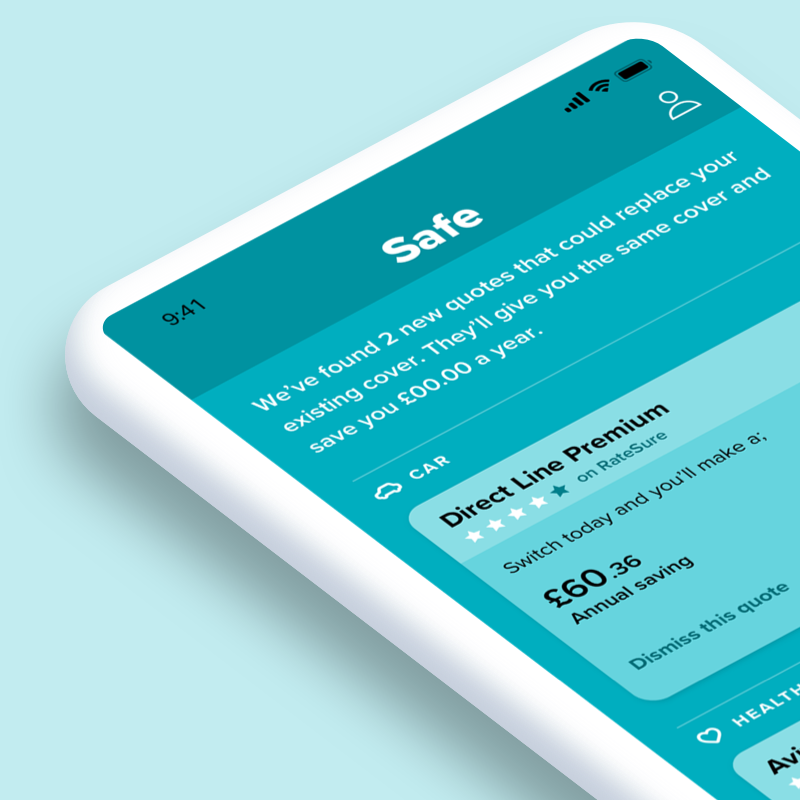 9:41
Safe
We've found 2 new quotes that could replace your
existing cover. They'll give you the same cover and
save you £00.00 a year.
CAR
Direct Line Premium
on RateSure
Switch today and you'll make a;
£60.36
Annual saving
Dismiss this quote
HEALTH